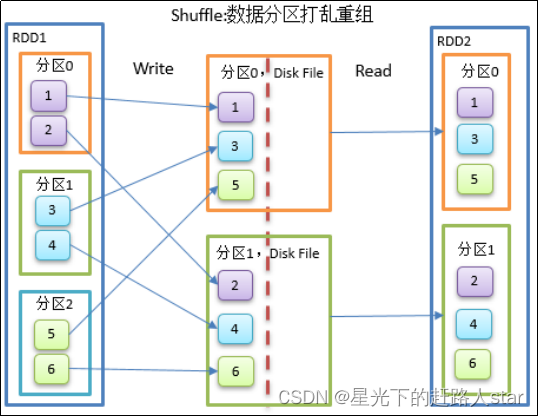 Shuffle:数据分区打乱重组
RDD1
分区0
1
2
分区1
3
4
分区2
5
6
Write
分区0，Disk File
1
3
5
分区1，Disk File
2
4
6
Read
RDD2
分区0
1
3
5
分区1
2
4
6
CSDN @星光下的赶路人star